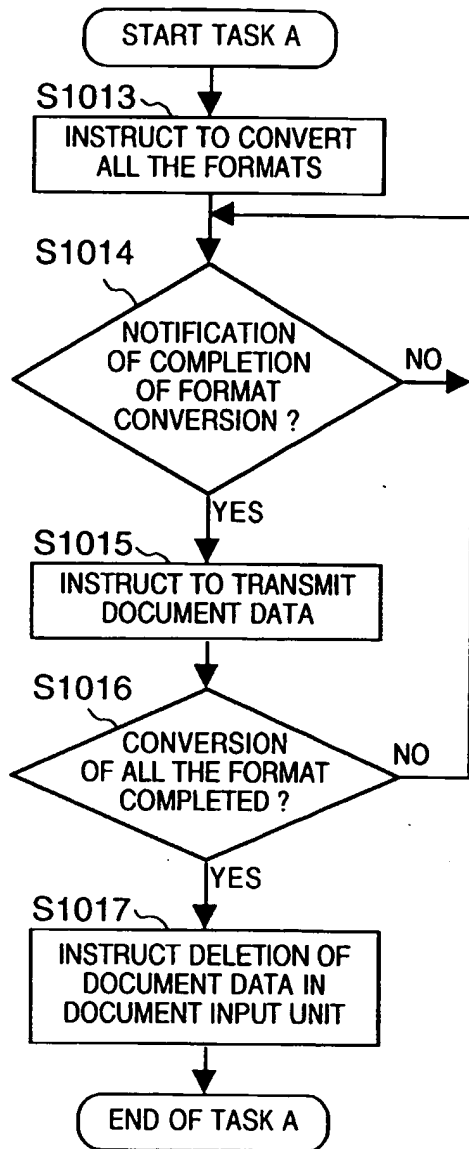 START TASK A
S1013
INSTRUCT TO CONVERT
ALL THE FORMATS
S1014
NOTIFICATION
OF COMPLETION
OF FORMAT
CONVERSION ?
NO
YES
S1015
INSTRUCT TO TRANSMIT
DOCUMENT DATA
S1016
CONVERSION
OF ALL THE FORMAT
COMPLETED ?
NO
YES
S1017
INSTRUCT DELETION OF
DOCUMENT DATA IN
DOCUMENT INPUT UNIT
END OF TASK A